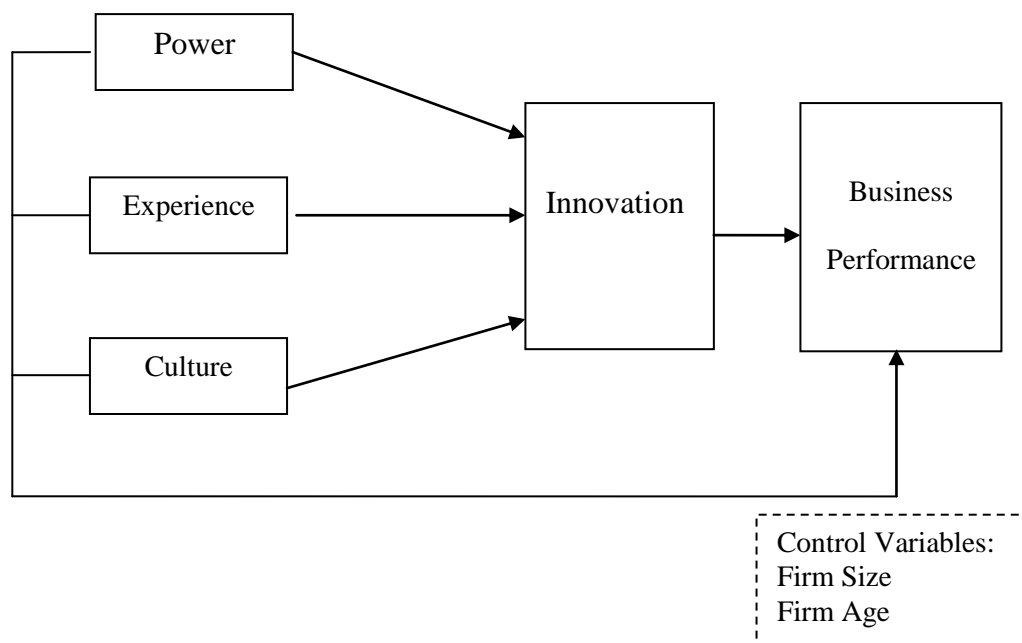 Power
Experience
Culture
Innovation
Business
Performance
Control Variables:
Firm Size
Firm Age